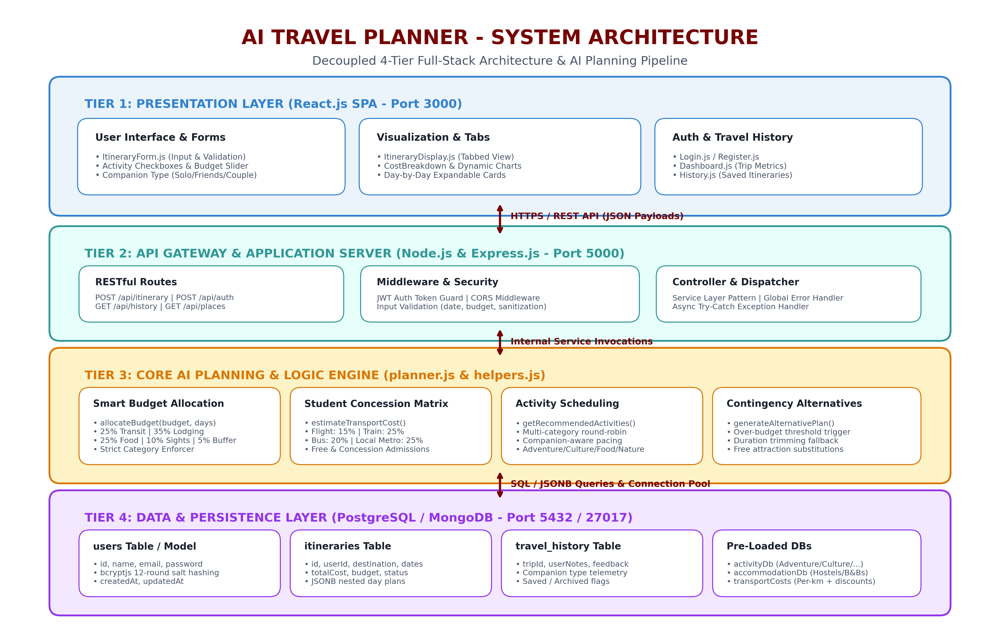 AI TRAVEL PLANNER - SYSTEM ARCHITECTURE
Decoupled 4-Tier Full-Stack Architecture & AI Planning Pipeline
TIER 1: PRESENTATION LAYER (React.js SPA - Port 3000)
User Interface & Forms
• ItineraryForm.js (Input & Validation)
• Activity Checkboxes & Budget Slider
• Companion Type (Solo/Friends/Couple)
Visualization & Tabs
• ItineraryDisplay.js (Tabbed View)
• CostBreakdown & Dynamic Charts
• Day-by-Day Expandable Cards
Auth & Travel History
• Login.js / Register.js
• Dashboard.js (Trip Metrics)
• History.js (Saved Itineraries)
HTTPS / REST API (JSON Payloads)
TIER 2: API GATEWAY & APPLICATION SERVER (Node.js & Express.js - Port 5000)
RESTful Routes
POST /api/itinerary | POST /api/auth
GET /api/history | GET /api/places
Middleware & Security
JWT Auth Token Guard | CORS Middleware
Input Validation (date, budget, sanitization)
Controller & Dispatcher
Service Layer Pattern | Global Error Handler
Async Try-Catch Exception Handler
Internal Service Invocations
TIER 3: CORE AI PLANNING & LOGIC ENGINE (planner.js & helpers.js)
Smart Budget Allocation
• allocateBudget(budget, days)
• 25% Transit | 35% Lodging
• 25% Food | 10% Sights | 5% Buffer
• Strict Category Enforcer
Student Concession Matrix
• estimateTransportCost()
• Flight: 15% | Train: 25%
• Bus: 20% | Local Metro: 25%
• Free & Concession Admissions
Activity Scheduling
• getRecommendedActivities()
• Multi-category round-robin
• Companion-aware pacing
• Adventure/Culture/Food/Nature
Contingency Alternatives
• generateAlternativePlan()
• Over-budget threshold trigger
• Duration trimming fallback
• Free attraction substitutions
SQL / JSONB Queries & Connection Pool
TIER 4: DATA & PERSISTENCE LAYER (PostgreSQL / MongoDB - Port 5432 / 27017)
users Table / Model
• id, name, email, password
• bcryptjs 12-round salt hashing
• createdAt, updatedAt
itineraries Table
• id, userId, destination, dates
• totalCost, budget, status
• JSONB nested day plans
travel_history Table
• tripId, userNotes, feedback
• Companion type telemetry
• Saved / Archived flags
Pre-Loaded DBs
• activityDb (Adventure/Culture/...)
• accommodationDb (Hostels/B&Bs)
• transportCosts (Per-km + discounts)